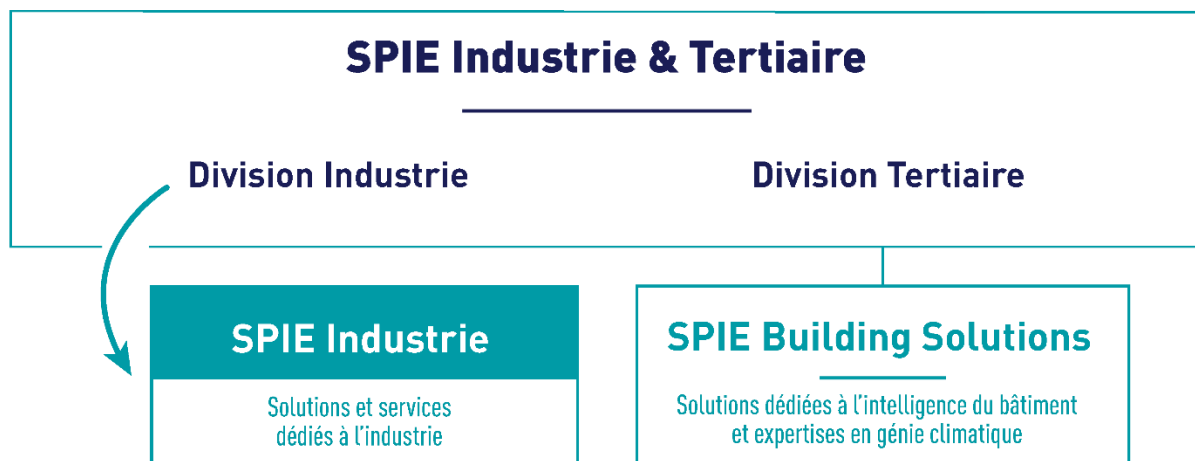 SPIE Industrie & Tertiaire
Division Industrie
Division Tertiaire
SPIE Industrie
Solutions et services
dédiés à l'industrie
SPIE Building Solutions
Solutions dédiées à l'intelligence du bâtiment
et expertises en génie climatique